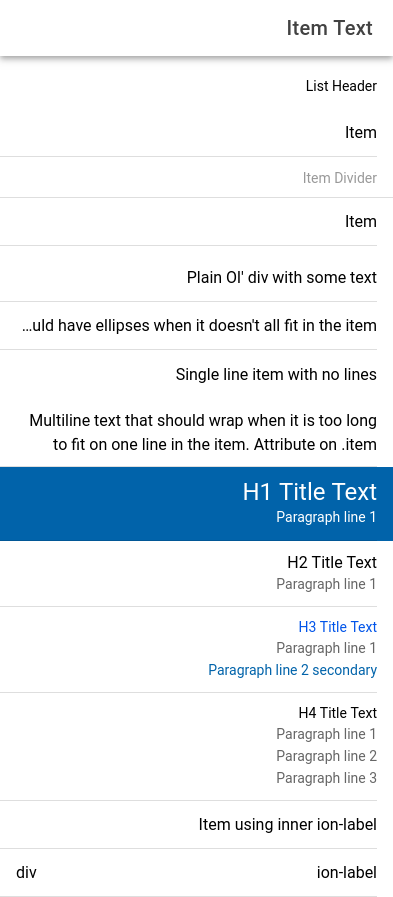 Item Text
List Header
Item
Item Divider
Item
Plain Ol' div with some text
...uld have ellipses when it doesn't all fit in the item
Single line item with no lines
Multiline text that should wrap when it is too long
to fit on one line in the item. Attribute on .item
H1 Title Text
Paragraph line 1
H2 Title Text
Paragraph line 1
H3 Title Text
Paragraph line 1
Paragraph line 2 secondary
H4 Title Text
Paragraph line 1
Paragraph line 2
Paragraph line 3
Item using inner ion-label
div ion-label